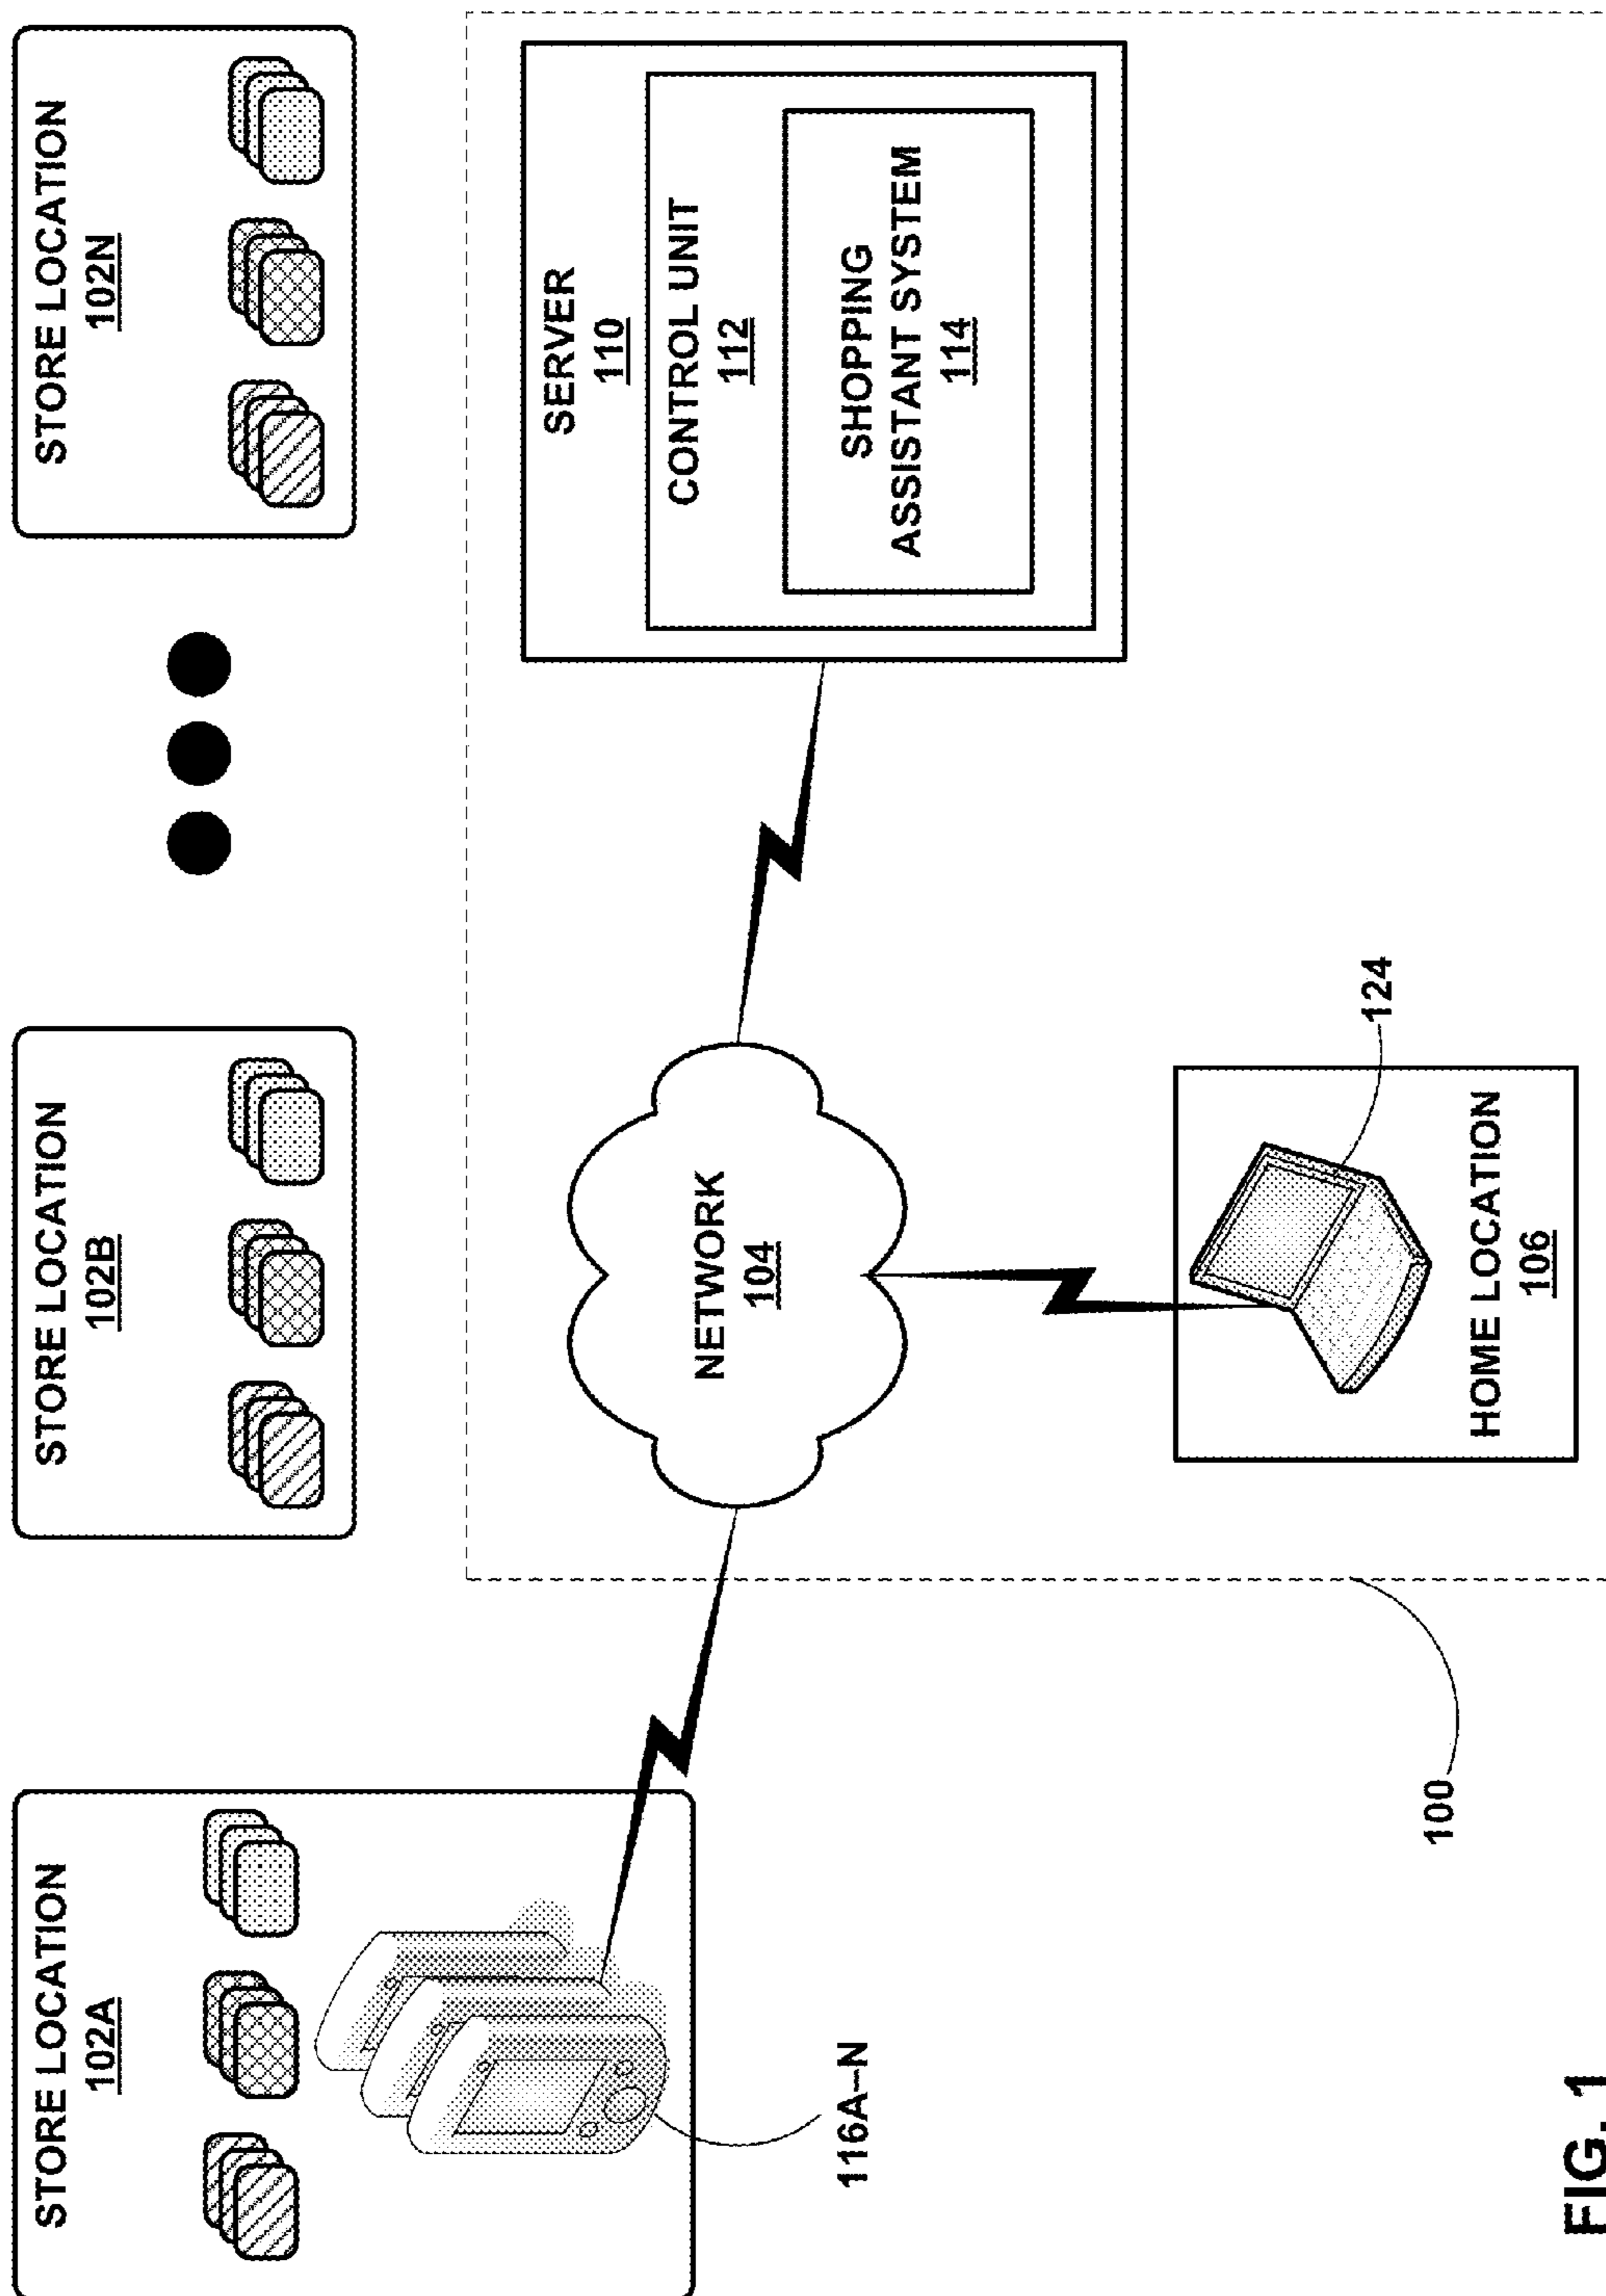 STORE LOCATION
102A
STORE LOCATION
102B
STORE LOCATION
102N
116A–N
NETWORK
104
SERVER
110
CONTROL UNIT
112
SHOPPING
ASSISTANT SYSTEM
114
124
HOME LOCATION
106
100
FIG. 1